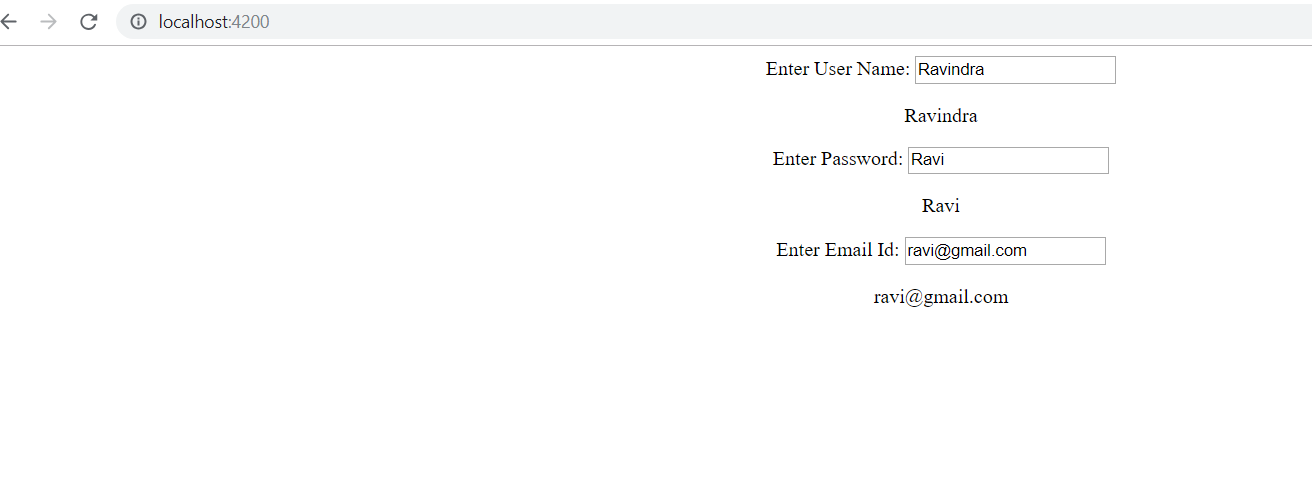 localhost:4200
Enter User Name: Ravindra
Ravindra
Enter Password: Ravi
Ravi
Enter Email Id: ravi@gmail.com
ravi@gmail.com